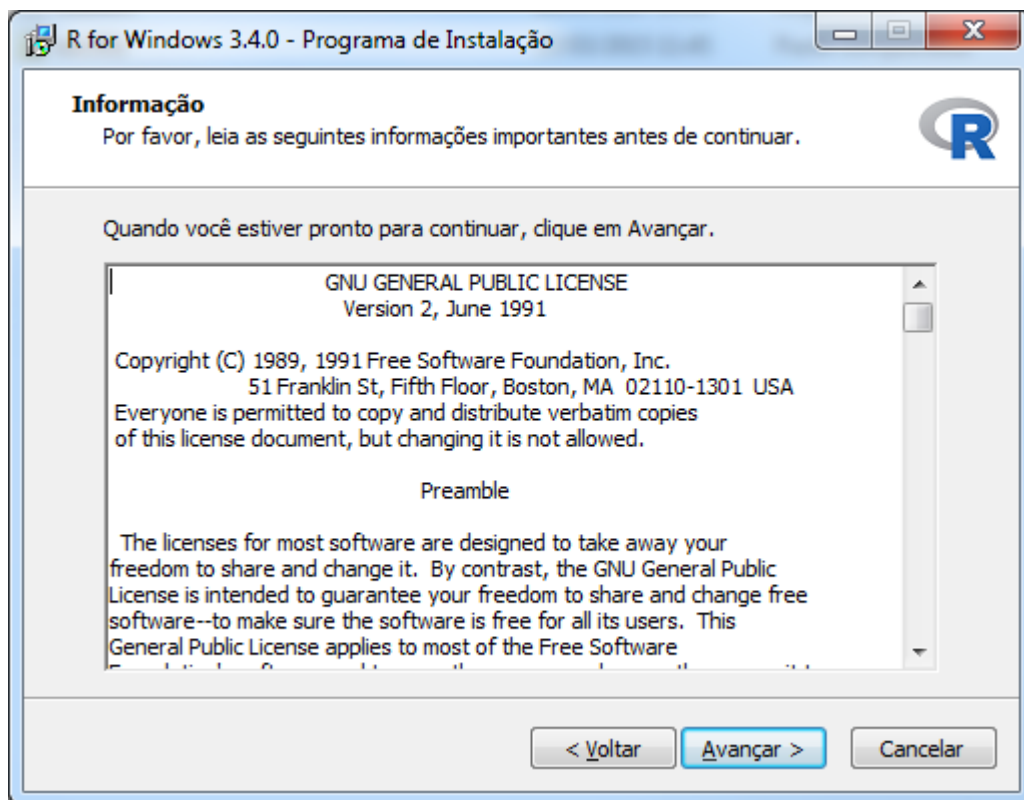 R for Windows 3.4.0 - Programa de Instalação
Informação
Por favor, leia as seguintes informações importantes antes de continuar.
R
Quando você estiver pronto para continuar, clique em Avançar.
GNU GENERAL PUBLIC LICENSE
Version 2, June 1991
Copyright (C) 1989, 1991 Free Software Foundation, Inc.
51 Franklin St, Fifth Floor, Boston, MA 02110-1301 USA
Everyone is permitted to copy and distribute verbatim copies
of this license document, but changing it is not allowed.
Preamble
The licenses for most software are designed to take away your
freedom to share and change it. By contrast, the GNU General Public
License is intended to guarantee your freedom to share and change free
software--to make sure the software is free for all its users. This
General Public License applies to most of the Free Software
< Voltar
Avançar >
Cancelar